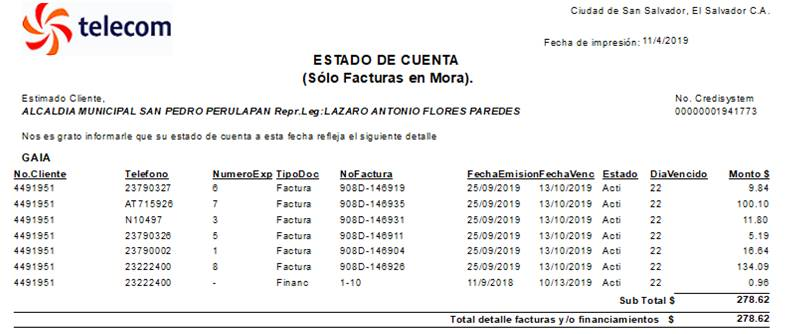 telecom
Ciudad de San Salvador, El Salvador C.A.
Fecha de impresión: 11/4/2019
ESTADO DE CUENTA
(Sólo Facturas en Mora).
Estimado Cliente,
No. Credisystem
ALCALDIA MUNICIPAL SAN PEDRO PERULAPAN Repr.Leg:LAZARO ANTONIO FLORES PAREDES
00000001941773
Nos es grato informarle que su estado de cuenta a esta fecha refleja el siguiente detalle
GAIA
No.Cliente Telefono NumeroExp TipoDoc NoFactura FechaEmision FechaVenc Estado DiaVencido Monto $
4491951 23790327 6 Factura 908D-146919 25/09/2019 13/10/2019 Acti 22 9.84
4491951 AT715926 7 Factura 908D-146935 25/09/2019 13/10/2019 Acti 22 100.10
4491951 N10497 3 Factura 908D-146931 25/09/2019 13/10/2019 Acti 22 11.80
4491951 23790326 5 Factura 908D-146911 25/09/2019 13/10/2019 Acti 22 5.19
4491951 23790002 1 Factura 908D-146904 25/09/2019 13/10/2019 Acti 22 16.64
4491951 23222400 8 Factura 908D-146926 25/09/2019 13/10/2019 Acti 22 134.09
4491951 23222400 - Financ 1-10 11/9/2018 10/13/2019 Acti 22 0.96
Sub Total $ 278.62
Total detalle facturas y/o financiamientos $ 278.62